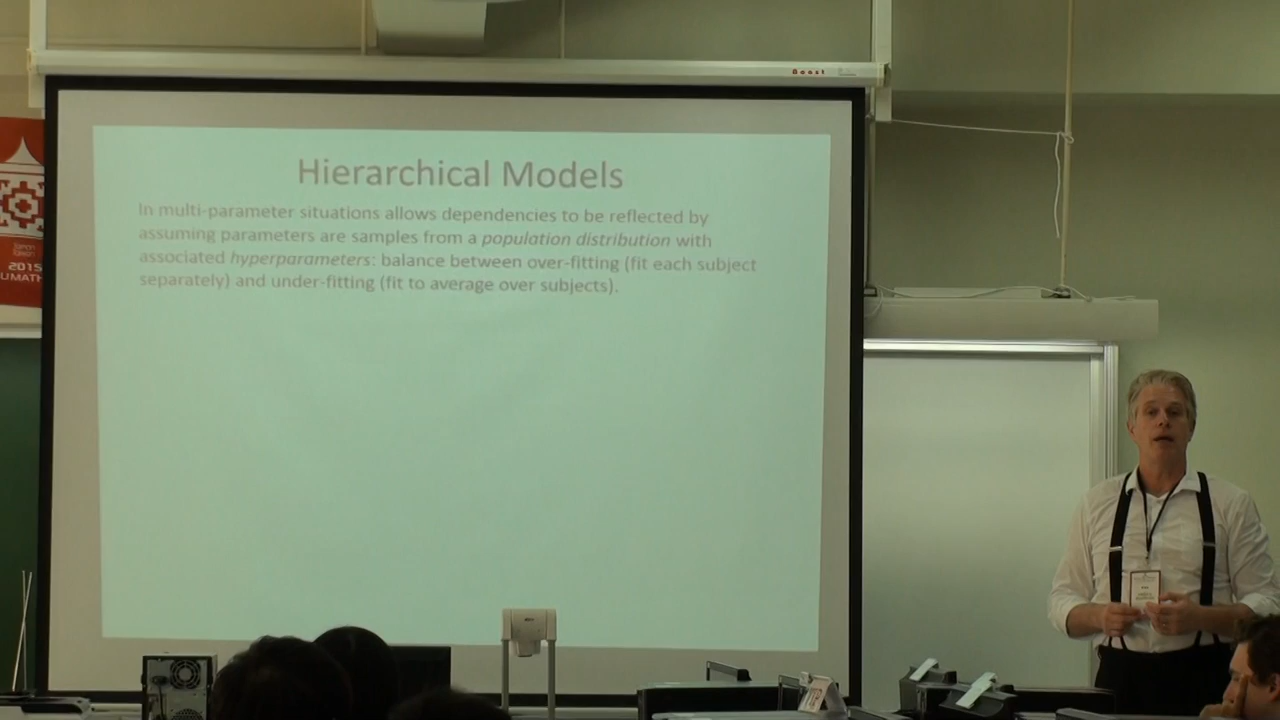 Boost
Hierarchical Models
In multi-parameter situations allows dependencies to be reflected by
assuming parameters are samples from a population distribution with
associated hyperparameters: balance between over-fitting (fit each subject
separately) and under-fitting (fit to average over subjects).
2015
UMATH